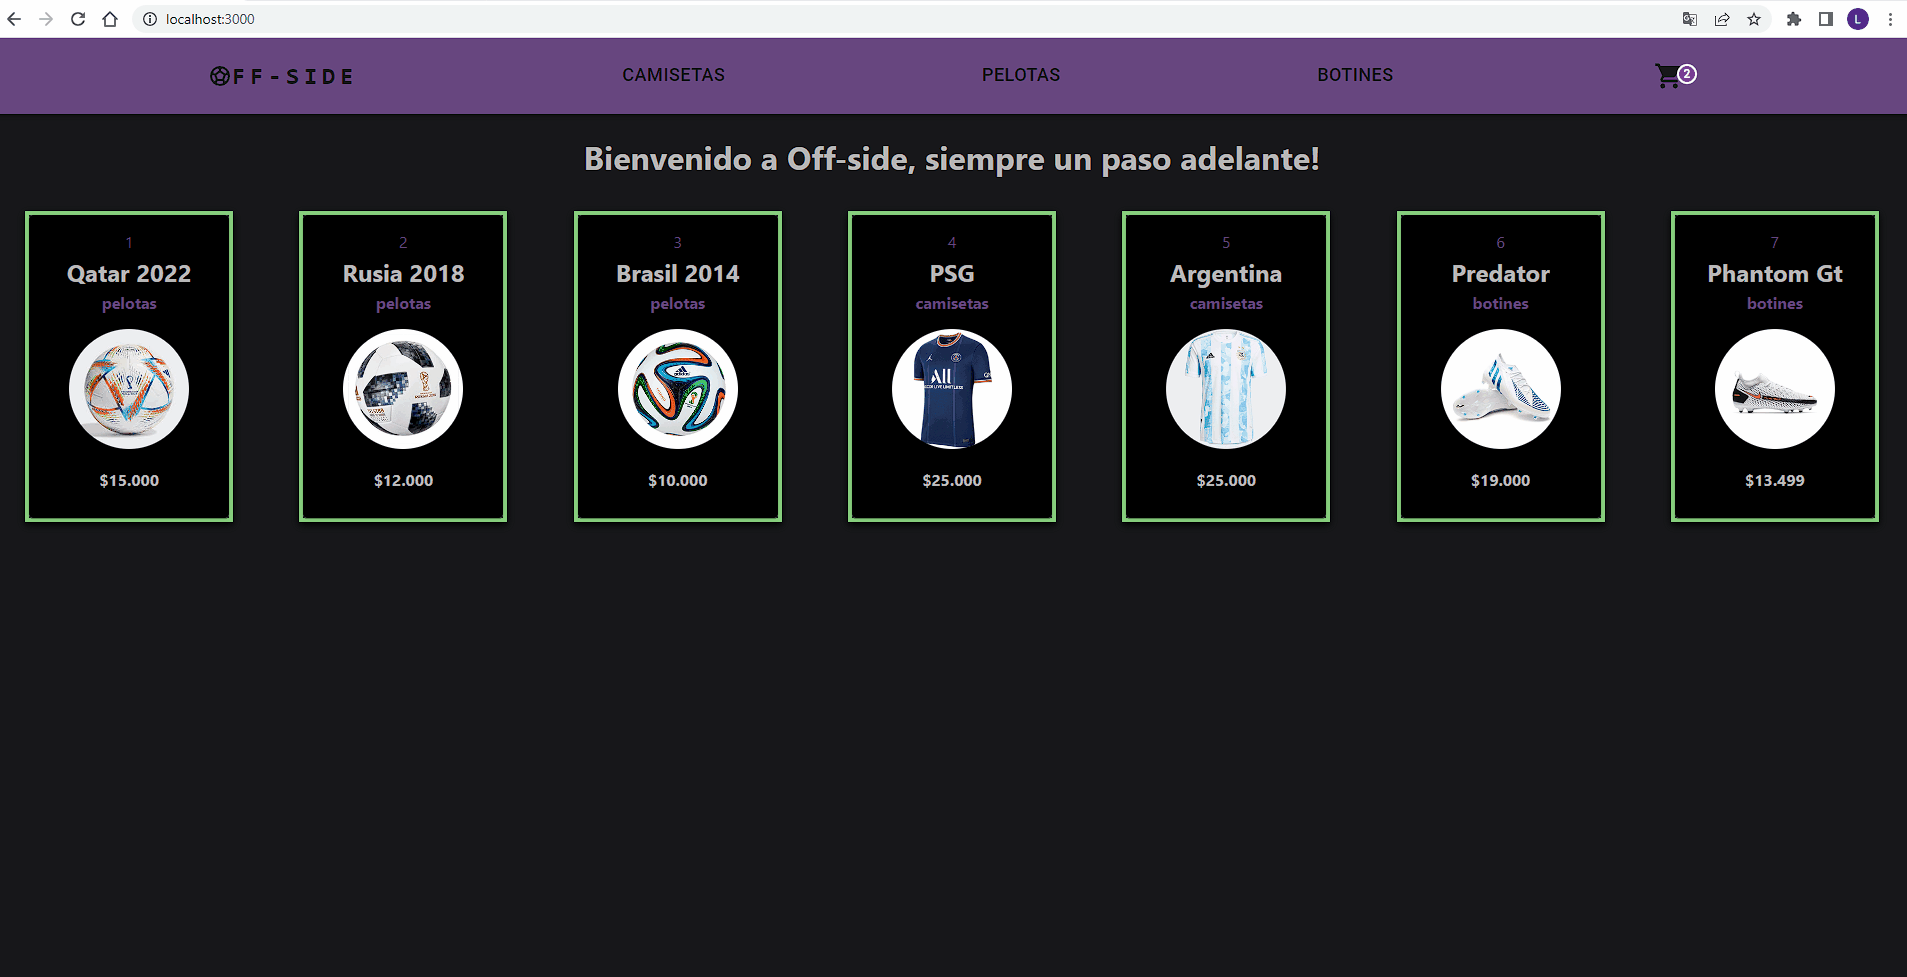 localhost:3000
L
FF-SIDE
CAMISETAS
PELOTAS
BOTINES
2
Bienvenido a Off-side, siempre un paso adelante!
1
Qatar 2022
pelotas
$15.000
2
Rusia 2018
pelotas
$12.000
3
Brasil 2014
pelotas
adidas
$10.000
4
PSG
camisetas
ALL
$25.000
5
Argentina
camisetas
$25.000
6
Predator
botines
$19.000
7
Phantom Gt
botines
$13.499